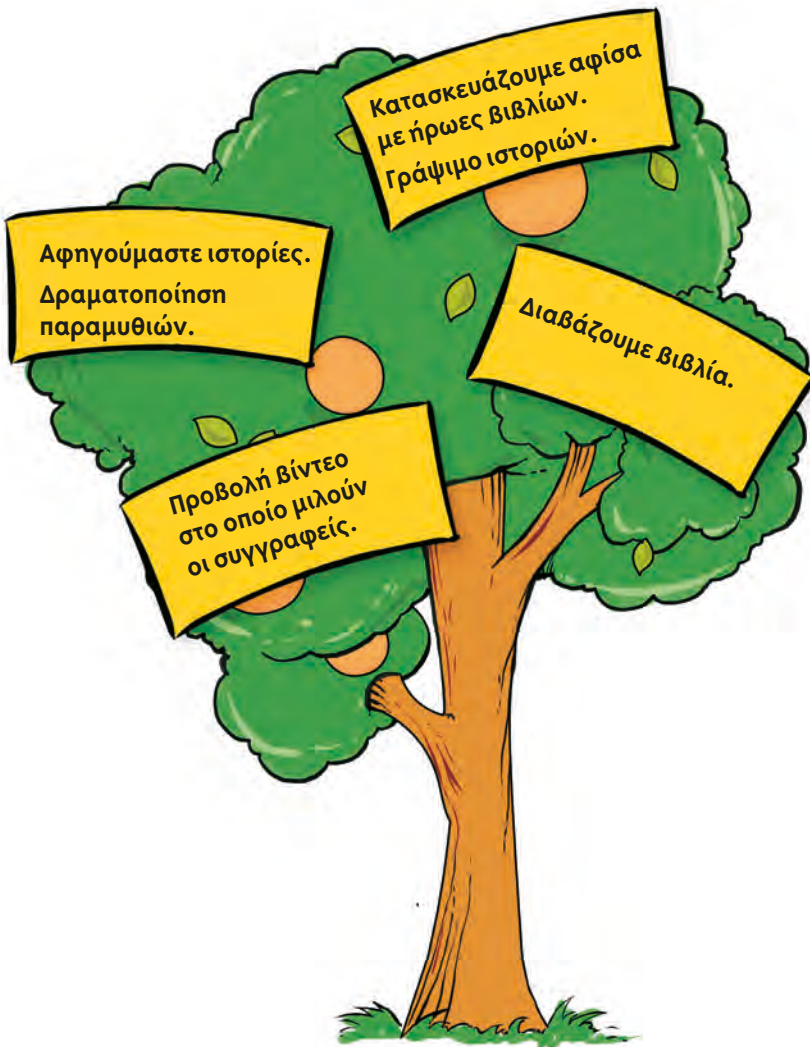 Κατασκευάζουμε αφίσα
με ήρωες βιβλίων.
Γράψιμο ιστοριών.
Αφηγούμαστε ιστορίες.
Δραματοποίηση
παραμυθιών.
Διαβάζουμε βιβλία.
Προβολή βίντεο
στο οποίο μιλούν
οι συγγραφείς.